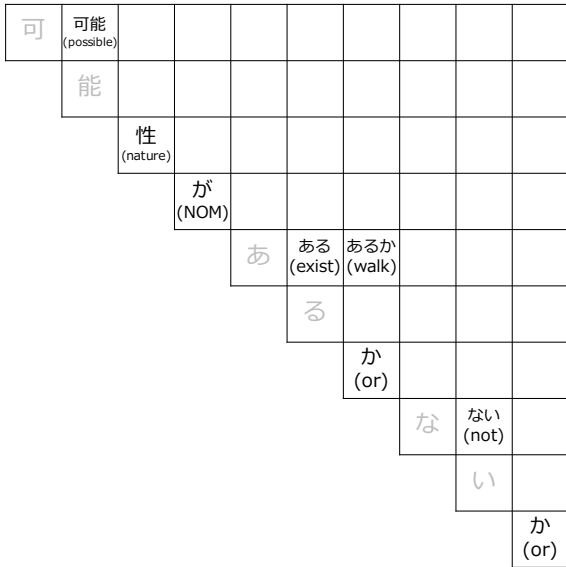 可 可能
(possible)
能
性
(nature)
が
(NOM)
あ ある あるか
(exist) (walk)
る
か
(or)
な ない
(not)
い
か
(or)